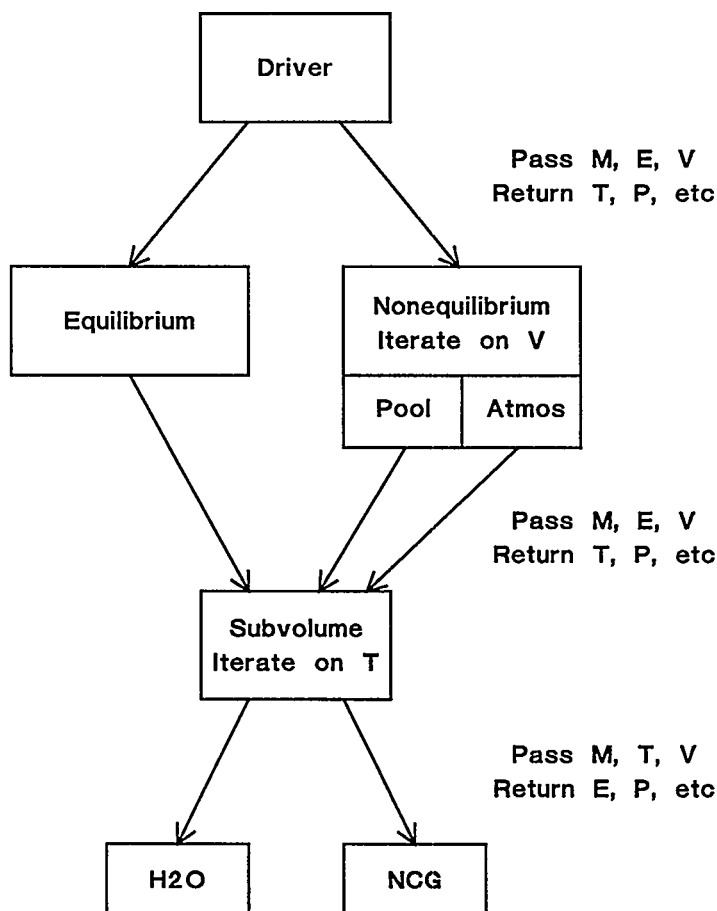 Driver
Pass M, E, V
Return T, P, etc
Equilibrium
Nonequilibrium
Iterate on V
Pool
Atmos
Pass M, E, V
Return T, P, etc
Subvolume
Iterate on T
Pass M, T, V
Return E, P, etc
H2O
NCG